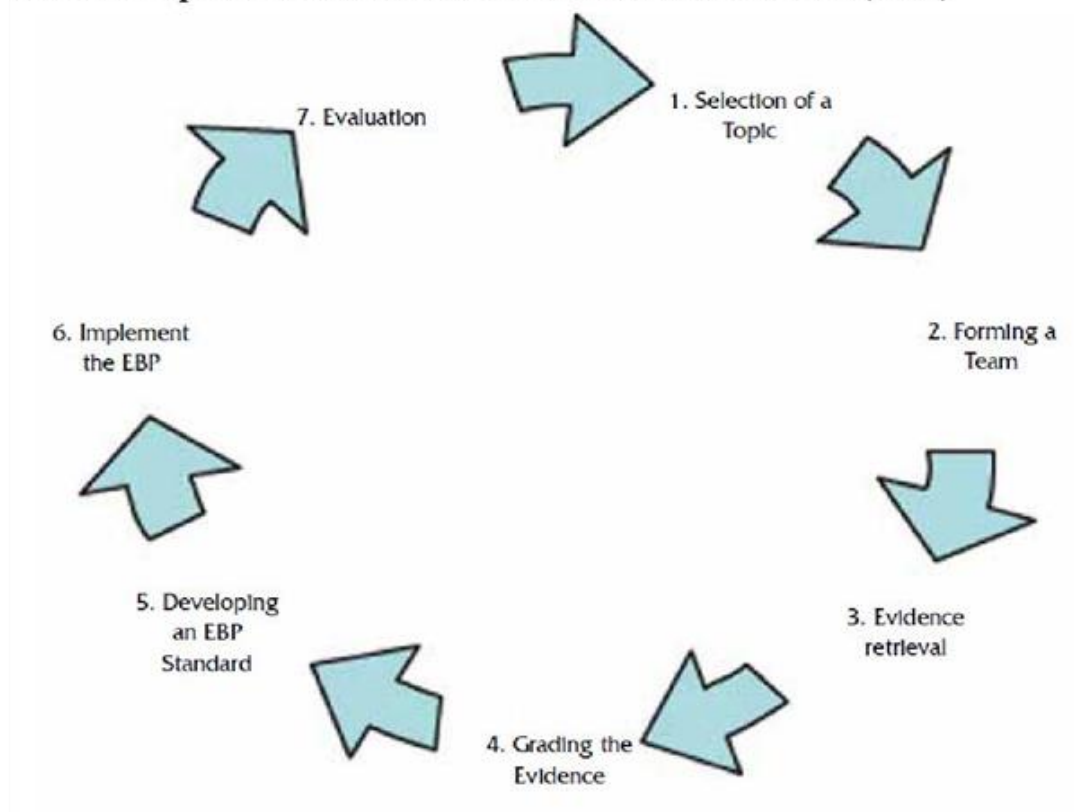 1. Selection of a
Topic
2. Forming a
Team
3. Evidence
retrieval
4. Grading the
Evidence
5. Developing
an EBP
Standard
6. Implement
the EBP
7. Evaluation